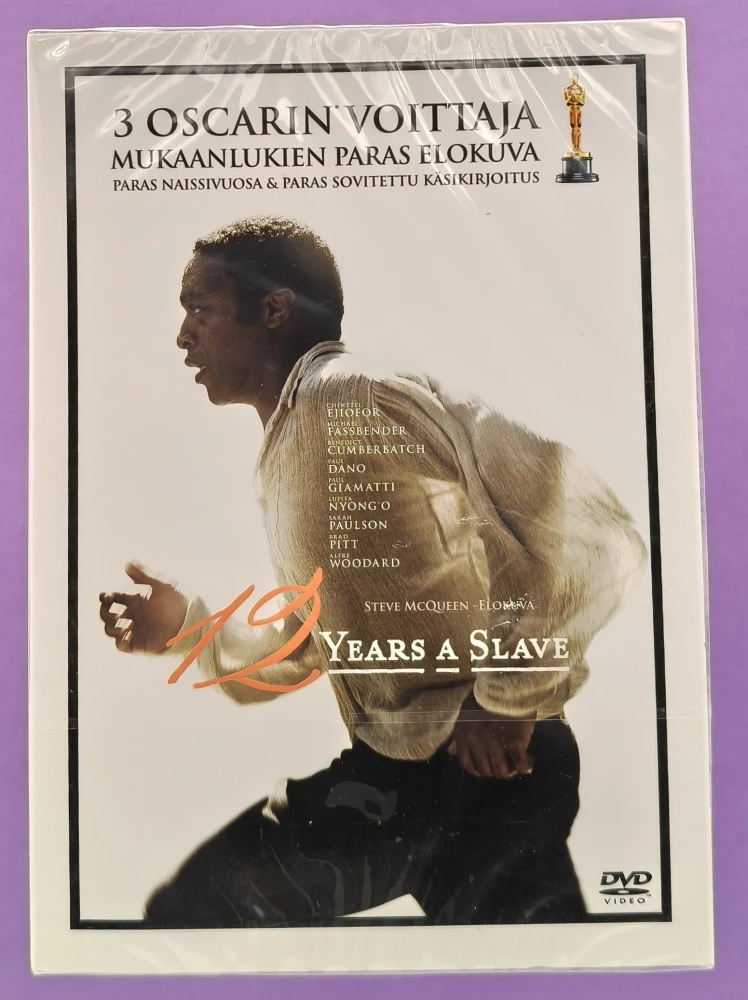 3 OSCARIN® VOITTAJA
MUKAANLUKIEN PARAS ELOKUVA
PARAS NAISSIVUOSA & PARAS SOVITETTU KÄSIKIRJOITUS
CHIWETEL
EJIOFOR
MICHAEL
FASSBENDER
BENEDICT
CUMBERBATCH
PAUL
DANO
PAUL
GIAMATTI
LUPITA
NYONG'O
SARAH
PAULSON
BRAD
PITT
ALFRE
WOODARD
STEVE MCQUEEN -ELOKUVA
12 YEARS A SLAVE
DVD
VIDEO